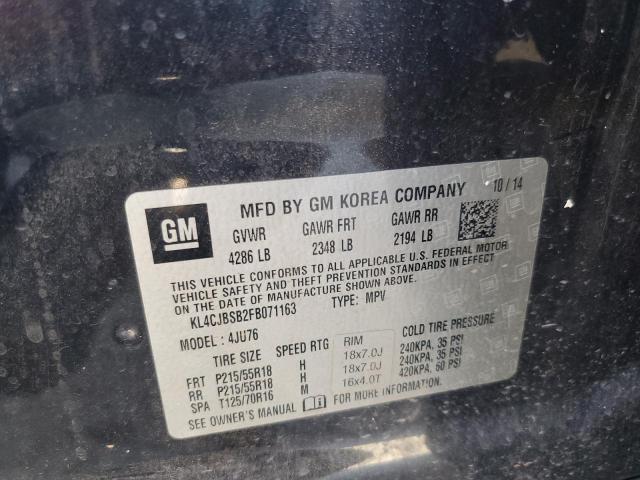 GM
MFD BY GM KOREA COMPANY 10 / 14
GVWR GAWR FRT GAWR RR
4286 LB 2348 LB 2194 LB
THIS VEHICLE CONFORMS TO ALL APPLICABLE U.S. FEDERAL MOTOR
VEHICLE SAFETY AND THEFT PREVENTION STANDARDS IN EFFECT
ON THE DATE OF MANUFACTURE SHOWN ABOVE.
KL4CJBSB2FB071163 TYPE: MPV
MODEL: 4JU76
TIRE SIZE SPEED RTG RIM COLD TIRE PRESSURE
FRT P215/55R18 H 18x7.0J 240KPA, 35 PSI
RR P215/55R18 H 18x7.0J 240KPA, 35 PSI
SPA T125/70R16 M 16x4.0T 420KPA, 60 PSI
SEE OWNER'S MANUAL FOR MORE INFORMATION.